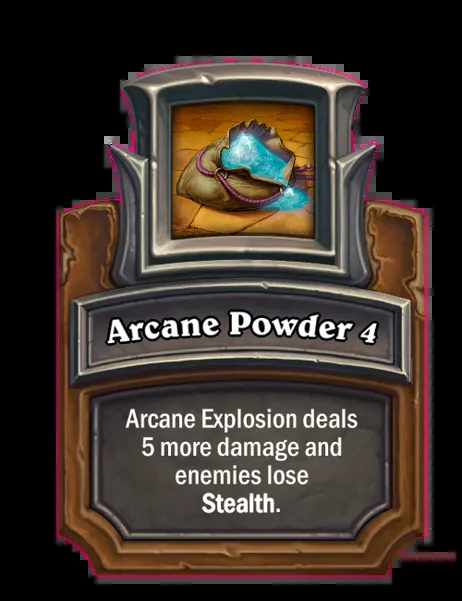 Arcane Powder 4
Arcane Explosion deals
5 more damage and
enemies lose
Stealth.